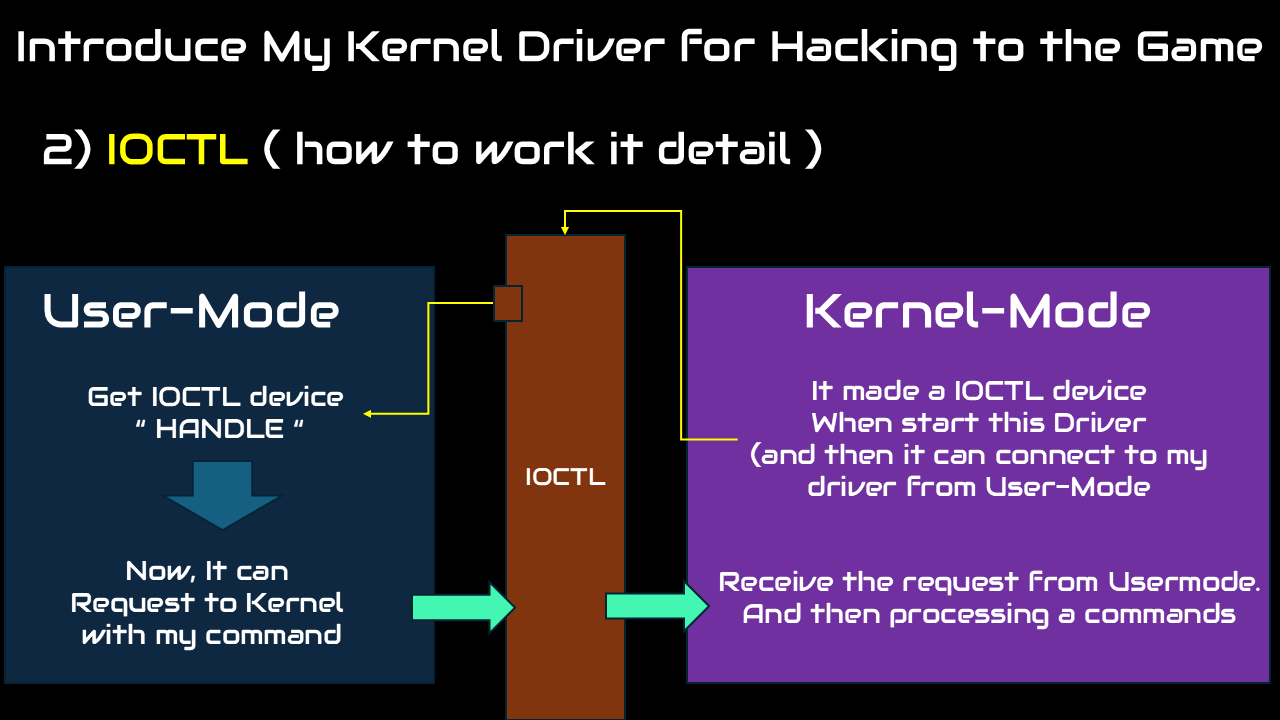 Introduce My Kernel Driver for Hacking to the Game
2) IOCTL ( how to work it detail )
User-Mode
Get IOCTL device
“ HANDLE “
Now, It can
Request to Kernel
with my command
IOCTL
Kernel-Mode
It made a IOCTL device
When start this Driver
(and then it can connect to my
driver from User-Mode
Receive the request from Usermode.
And then processing a commands